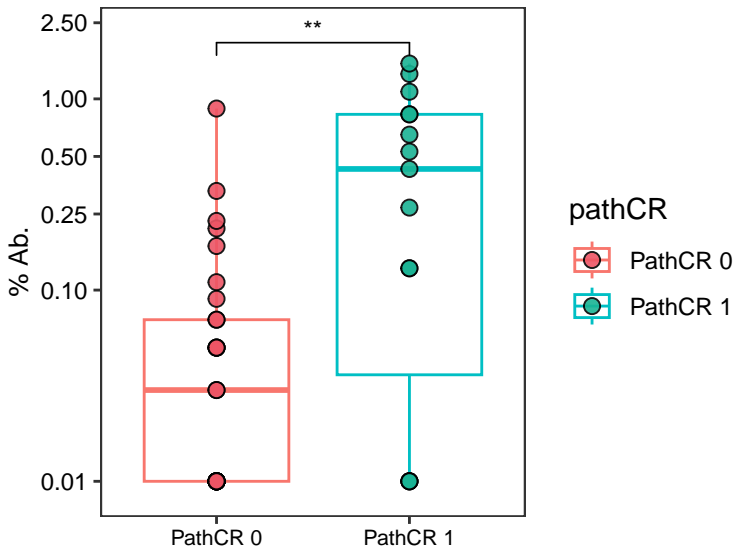 2.50
**
1.00
0.50
0.25
0.10
0.01
% Ab.
PathCR 0
PathCR 1
pathCR
PathCR 0
PathCR 1